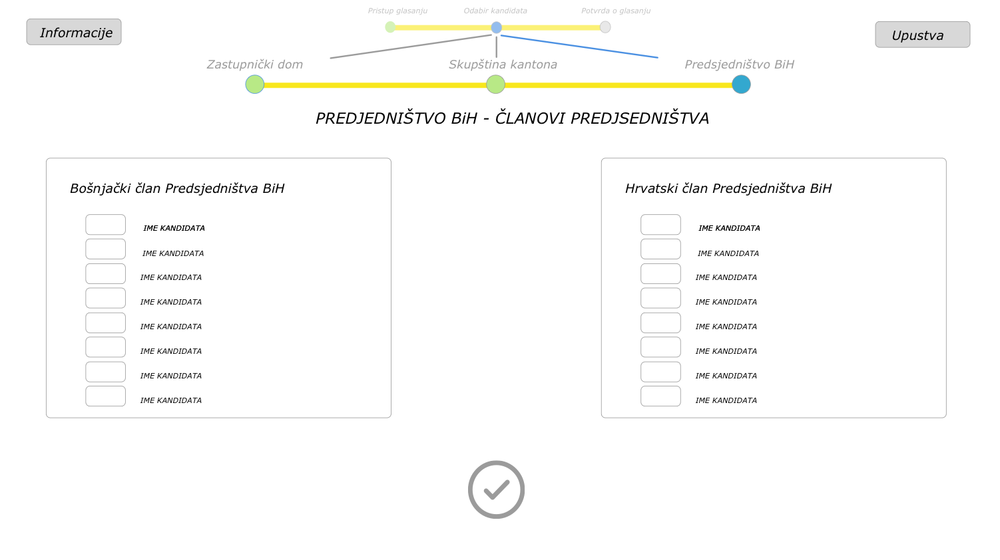 Pristup glasanju Odabir kandidata Potvrda o glasanju
Informacije
Upustva
Zastupnički dom Skupština kantona Predsjedništvo BiH
PREDJEDNIŠTVO BiH - ČLANOVI PREDJSEDNIŠTVA
Bošnjački član Predsjedništva BiH
IME KANDIDATA
IME KANDIDATA
IME KANDIDATA
IME KANDIDATA
IME KANDIDATA
IME KANDIDATA
IME KANDIDATA
IME KANDIDATA
Hrvatski član Predsjedništva BiH
IME KANDIDATA
IME KANDIDATA
IME KANDIDATA
IME KANDIDATA
IME KANDIDATA
IME KANDIDATA
IME KANDIDATA
IME KANDIDATA